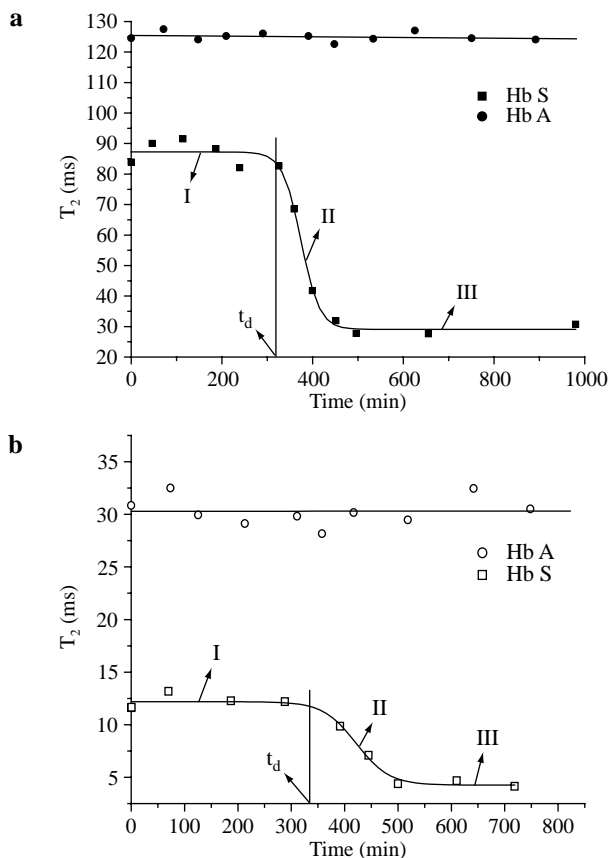 a
130
120
110
100
90
80
70
60
50
40
30
20
T2 (ms)
Hb S
Hb A
I
II
III
td
0 200 400 600 800 1000
Time (min)
b
35
30
25
20
15
10
5
T2 (ms)
Hb A
Hb S
I
II
III
td
0 100 200 300 400 500 600 700 800
Time (min)